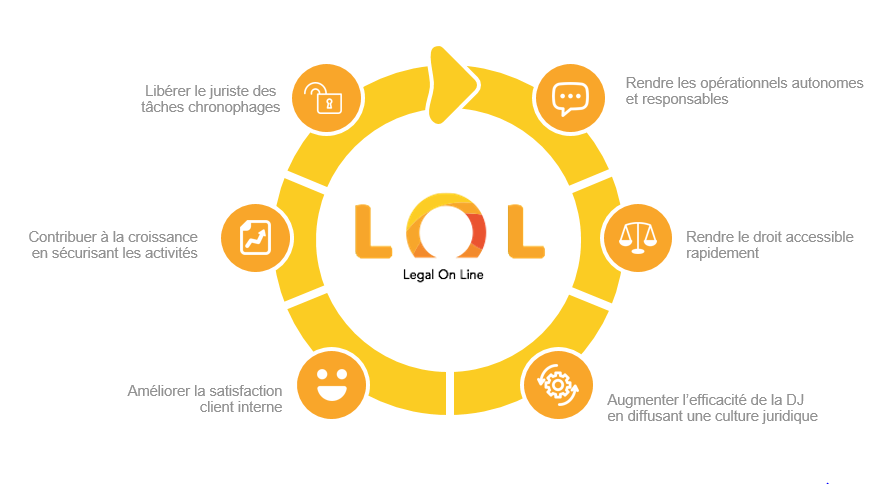 Libérer le juriste des
tâches chronophages
Rendre les opérationnels autonomes
et responsables
Contribuer à la croissance
en sécurisant les activités
LOL
Legal On Line
Rendre le droit accessible
rapidement
Améliorer la satisfaction
client interne
Augmenter l’efficacité de la DJ
en diffusant une culture juridique